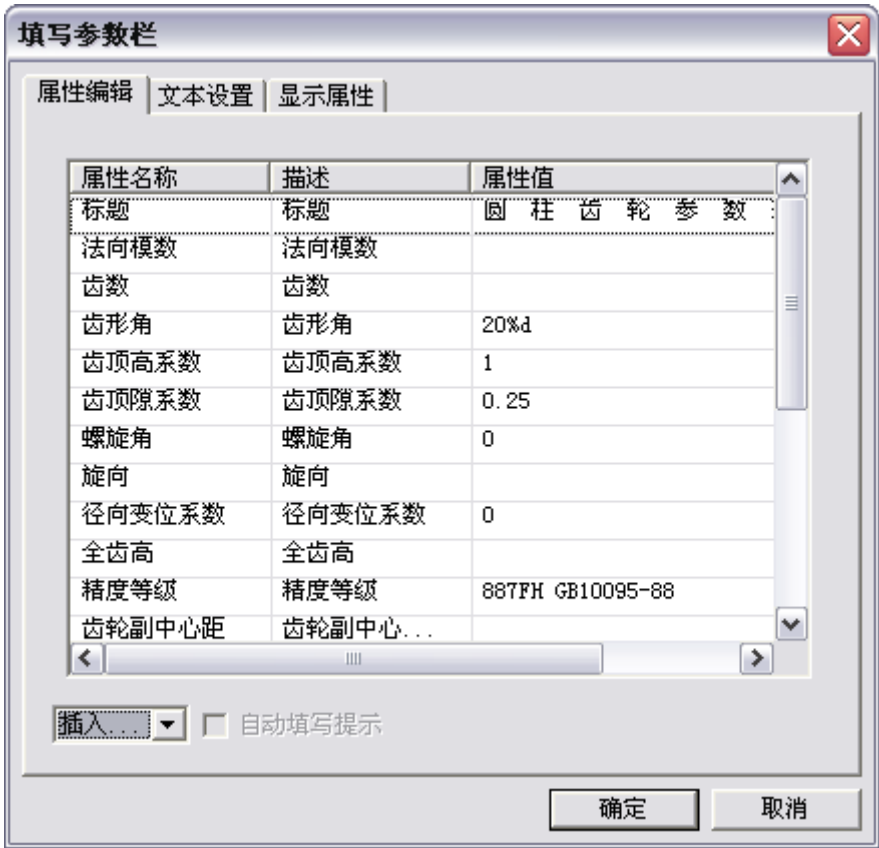 填写参数栏
属性编辑 文本设置 显示属性
属性名称 描述 属性值
标题 标题 圆 柱 齿 轮 参 数
法向模数 法向模数
齿数 齿数
齿形角 齿形角 20%d
齿顶高系数 齿顶高系数 1
齿顶隙系数 齿顶隙系数 0.25
螺旋角 螺旋角 0
旋向 旋向
径向变位系数 径向变位系数 0
全齿高 全齿高
精度等级 精度等级 887FH GB10095-88
齿轮副中心距 齿轮副中心...
插入... 自动填写提示
确定 取消